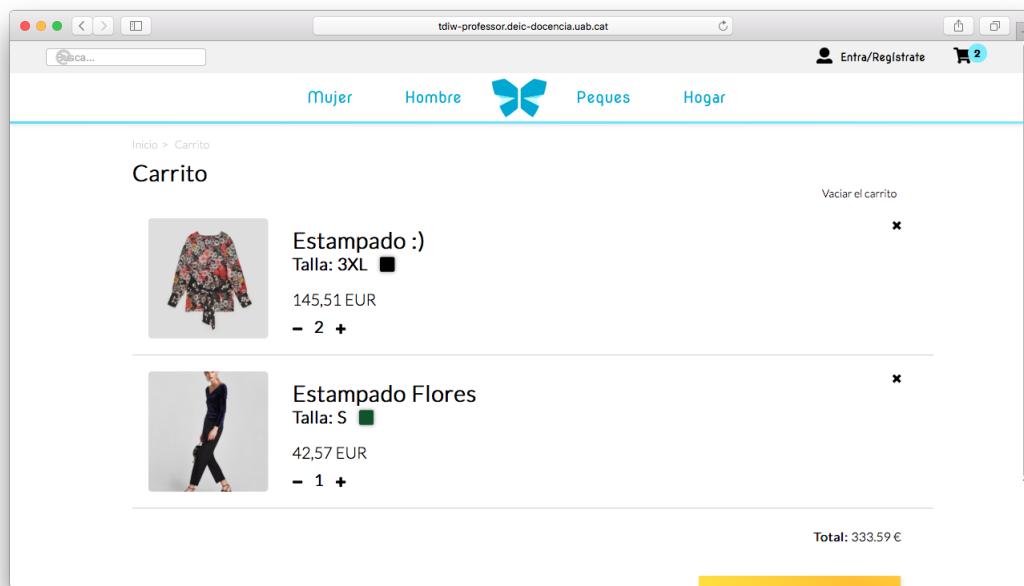 tdiw-professor.deic-docencia.uab.cat
Busca...
Entra/Regístrate
2
Mujer Hombre Peques Hogar
Inicio > Carrito
Carrito
Vaciar el carrito
Estampado :)
Talla: 3XL
145,51 EUR
2
Estampado Flores
Talla: S
42,57 EUR
1
Total: 333.59 €